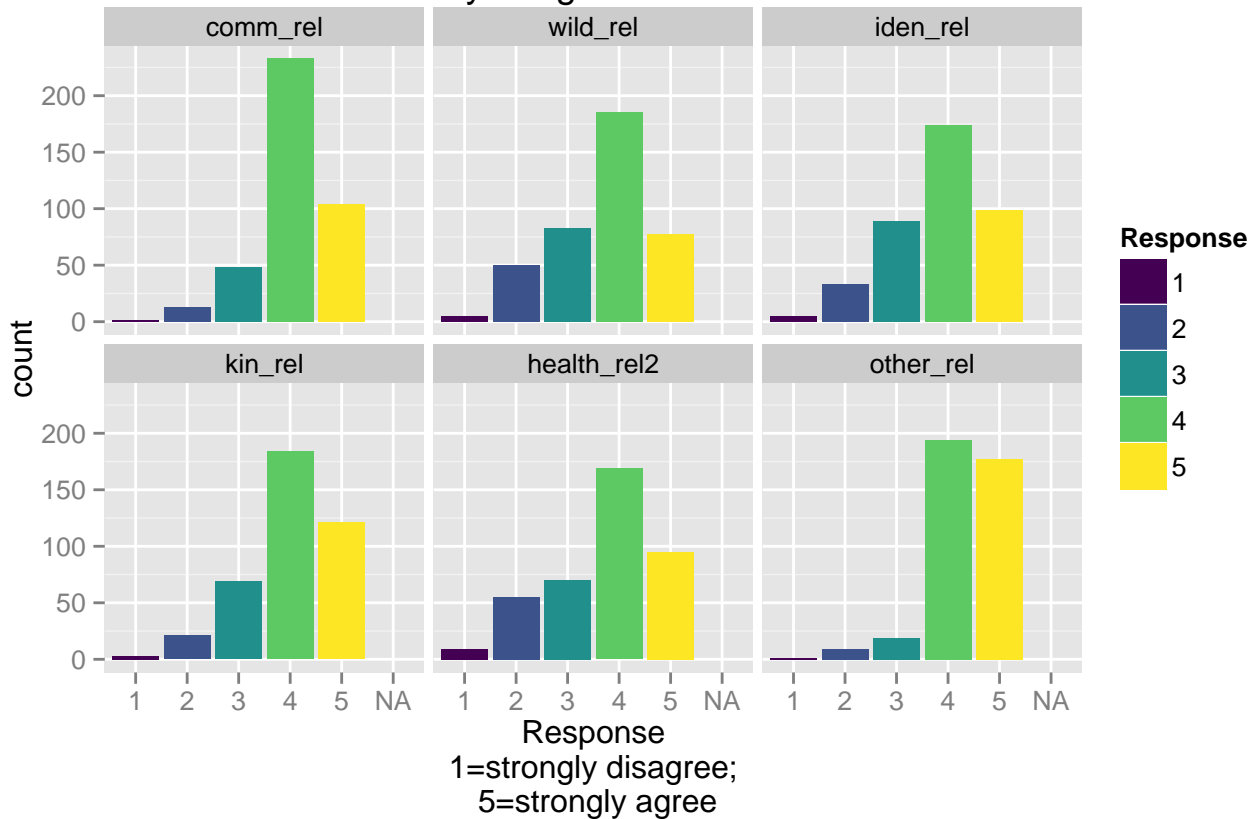 comm_rel wild_rel iden_rel
200
150
100
50
0
kin_rel health_rel2 other_rel
200
150
100
50
0
1 2 3 4 5 NA 1 2 3 4 5 NA 1 2 3 4 5 NA
count
Response
1=strongly disagree;
5=strongly agree
Response
1
2
3
4
5